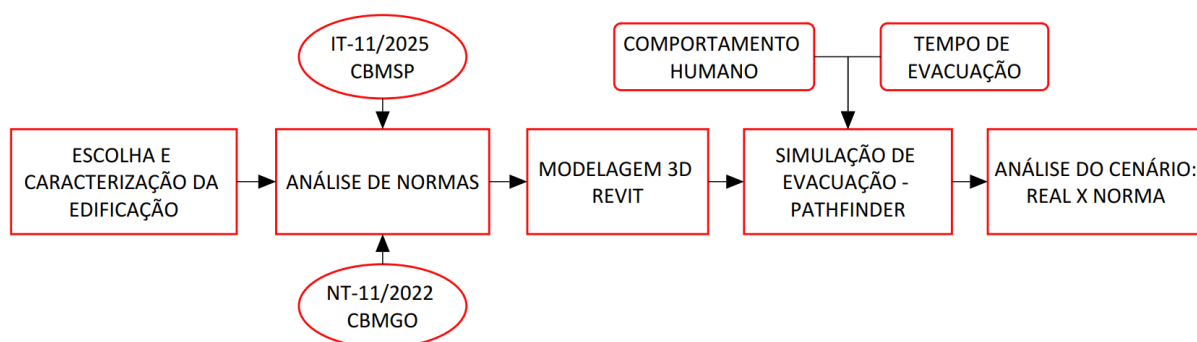 IT-11/2025
CBMSP
COMPORTAMENTO
HUMANO
TEMPO DE
EVACUAÇÃO
ESCOLHA E
CARACTERIZAÇÃO DA
EDIFICAÇÃO
ANÁLISE DE NORMAS
MODELAGEM 3D
REVIT
SIMULAÇÃO DE
EVACUAÇÃO -
PATHFINDER
ANÁLISE DO CENÁRIO:
REAL X NORMA
NT-11/2022
CBMGO